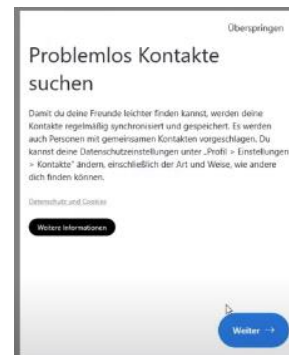 Überspringen
Problemlos Kontakte
suchen
Damit du deine Freunde leichter finden kannst, werden deine
Kontakte regelmäßig synchronisiert und gespeichert. Es werden
auch Personen mit gemeinsamen Kontakten vorgeschlagen. Du
kannst deine Datenschutzeinstellungen unter „Profil > Einstellungen
> Kontakte" ändern, einschließlich der Art und Weise, wie andere
dich finden können.
Datenschutz und Cookies
Weitere Informationen
Weiter →